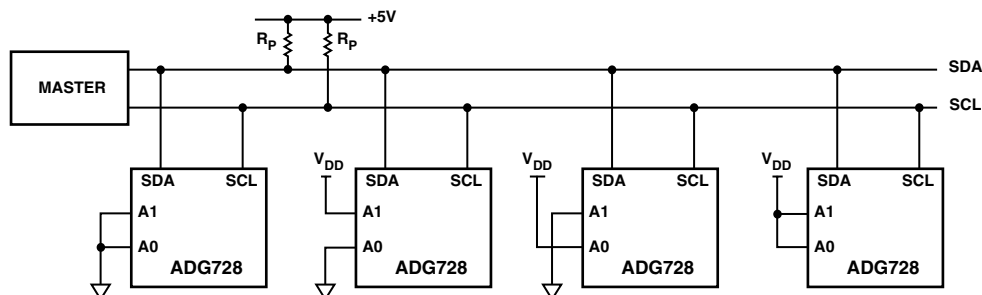 +5V
RP RP
MASTER
SDA
SCL
VDD VDD VDD
SDA SCL SDA SCL SDA SCL SDA SCL
A1 A1 A1 A1
A0 A0 A0 A0
ADG728 ADG728 ADG728 ADG728